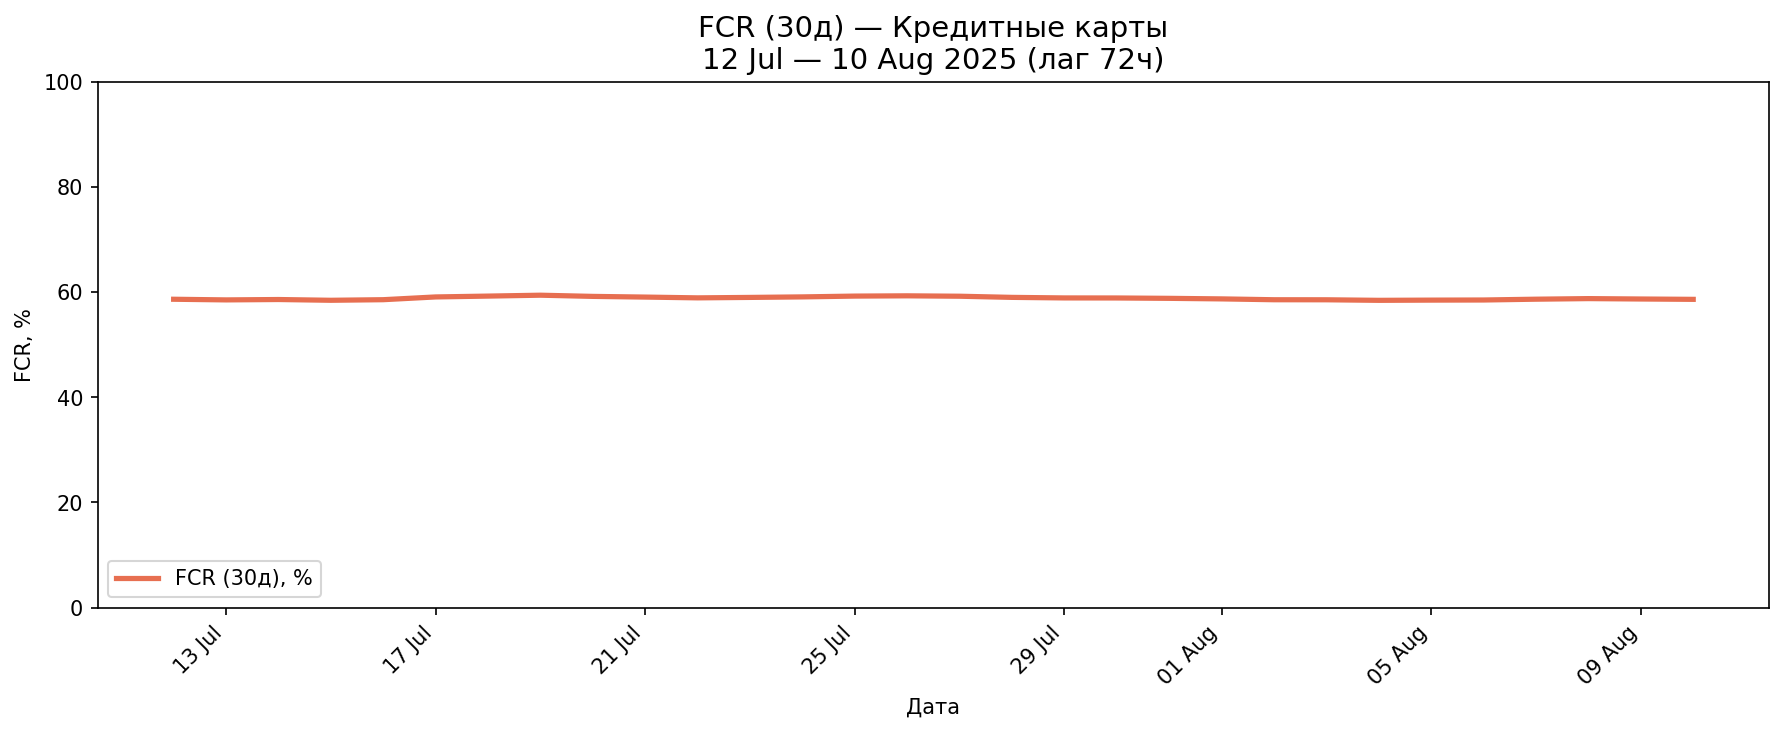 FCR (30д) — Кредитные карты
12 Jul — 10 Aug 2025 (лаг 72ч)
FCR, %
100
80
60
40
20
0
FCR (30д), %
13 Jul
17 Jul
21 Jul
25 Jul
29 Jul
01 Aug
05 Aug
09 Aug
Дата